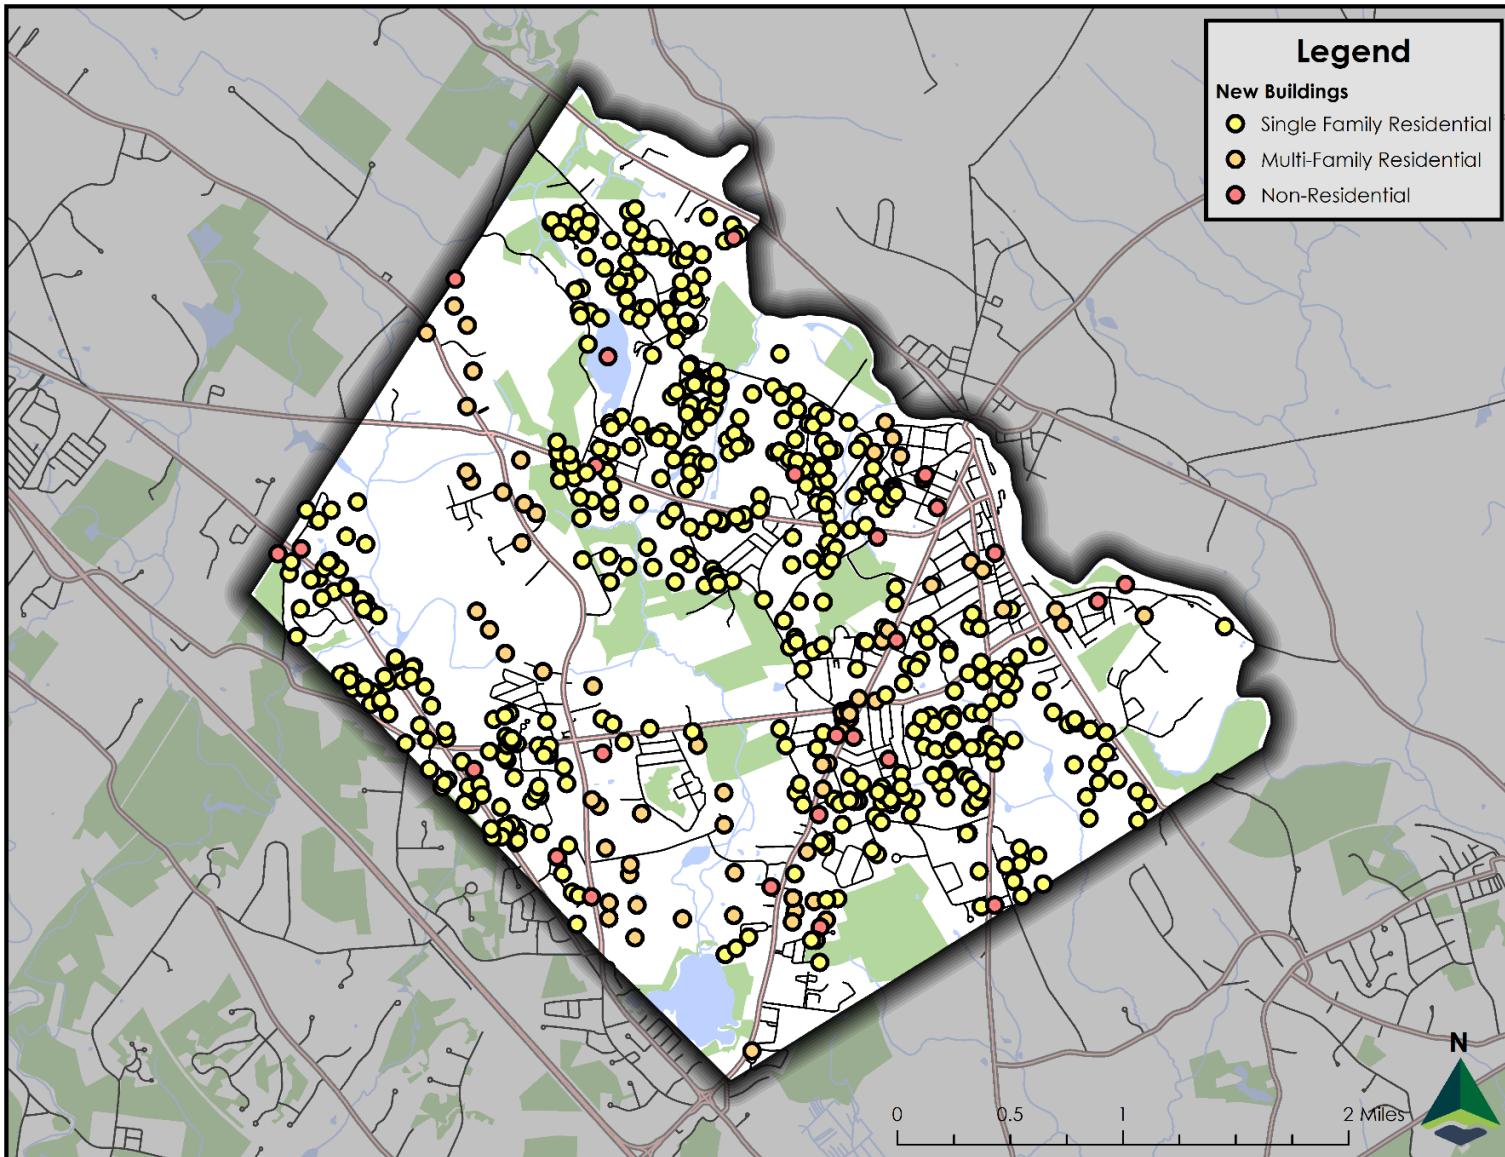 Legend
New Buildings
Single Family Residential
Multi-Family Residential
Non-Residential
N
0 0.5 1 2 Miles